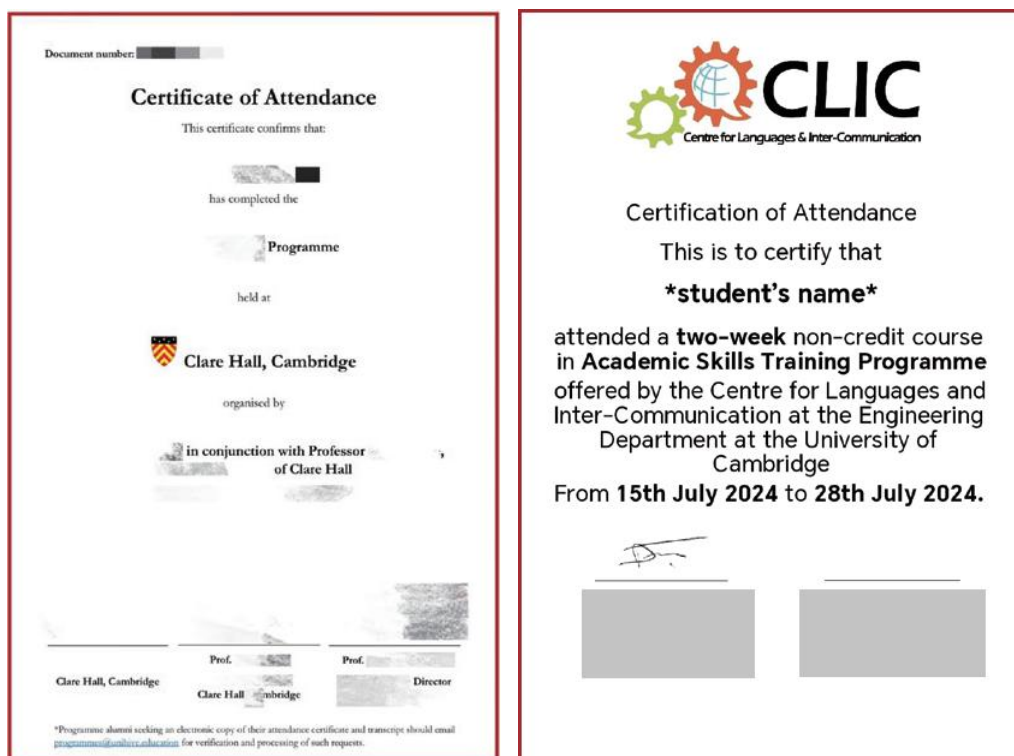 Document number:
Certificate of Attendance
This certificate confirms that:
has completed the
Programme
held at
Clare Hall, Cambridge
organised by
in conjunction with Professor ,
of Clare Hall
Prof.
Prof.
Clare Hall, Cambridge
Director
Clare Hall mbridge
*Programme alumni seeking an electronic copy of their attendance certificate and transcript should email
programmes@unihive.education for verification and processing of such requests.
CLIC
Centre for Languages & Inter-Communication
Certification of Attendance
This is to certify that
*student's name*
attended a two-week non-credit course
in Academic Skills Training Programme
offered by the Centre for Languages and
Inter-Communication at the Engineering
Department at the University of
Cambridge
From 15th July 2024 to 28th July 2024.